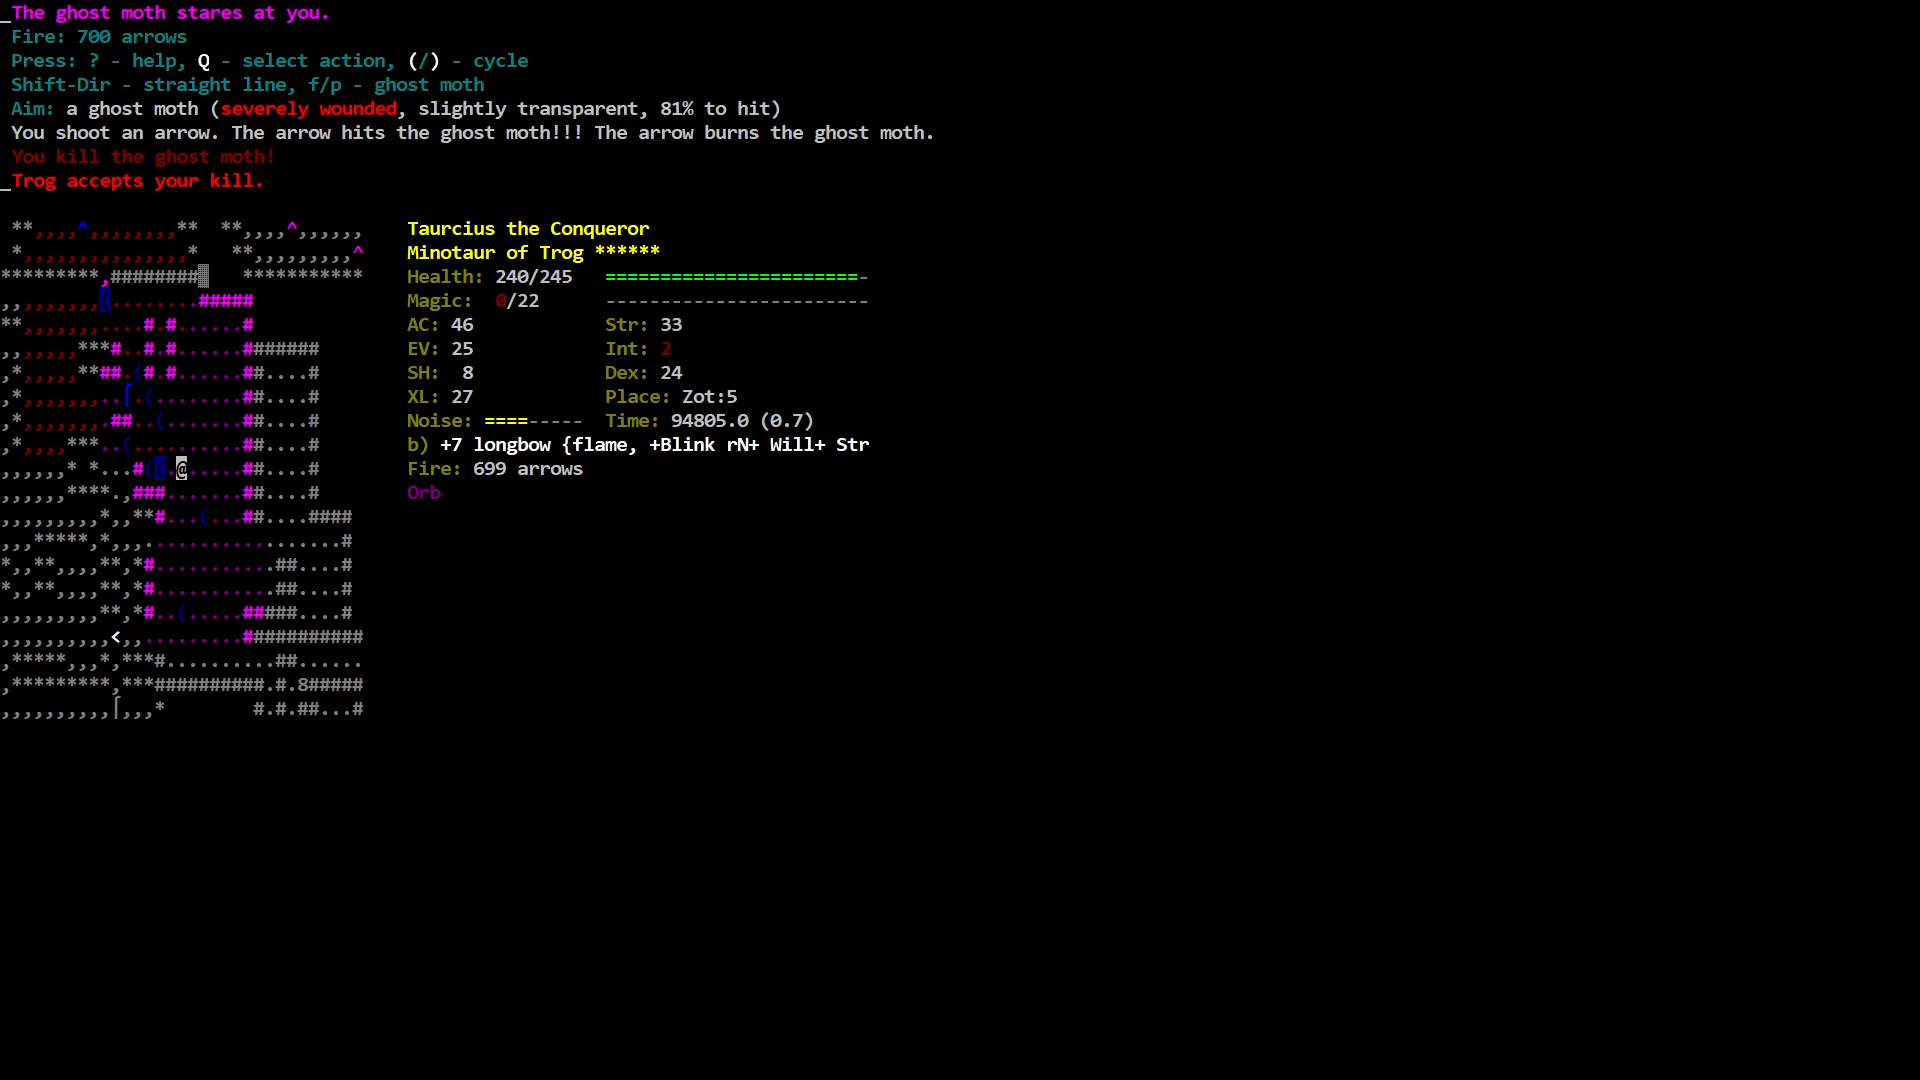 _The ghost moth stares at you.
Fire: 700 arrows
Press: ? - help, Q - select action, (/) - cycle
Shift-Dir - straight line, f/p - ghost moth
Aim: a ghost moth (severely wounded, slightly transparent, 81% to hit)
You shoot an arrow. The arrow hits the ghost moth!!! The arrow burns the ghost moth.
You kill the ghost moth!
_Trog accepts your kill.
Taurcius the Conqueror
Minotaur of Trog ******
Health: 240/245 =======================-
Magic: 0/22 ------------------------
AC: 46 Str: 33
EV: 25 Int: 2
SH: 8 Dex: 24
XL: 27 Place: Zot:5
Noise: ====----- Time: 94805.0 (0.7)
b) +7 longbow {flame, +Blink rN+ Will+ Str
Fire: 699 arrows
Orb